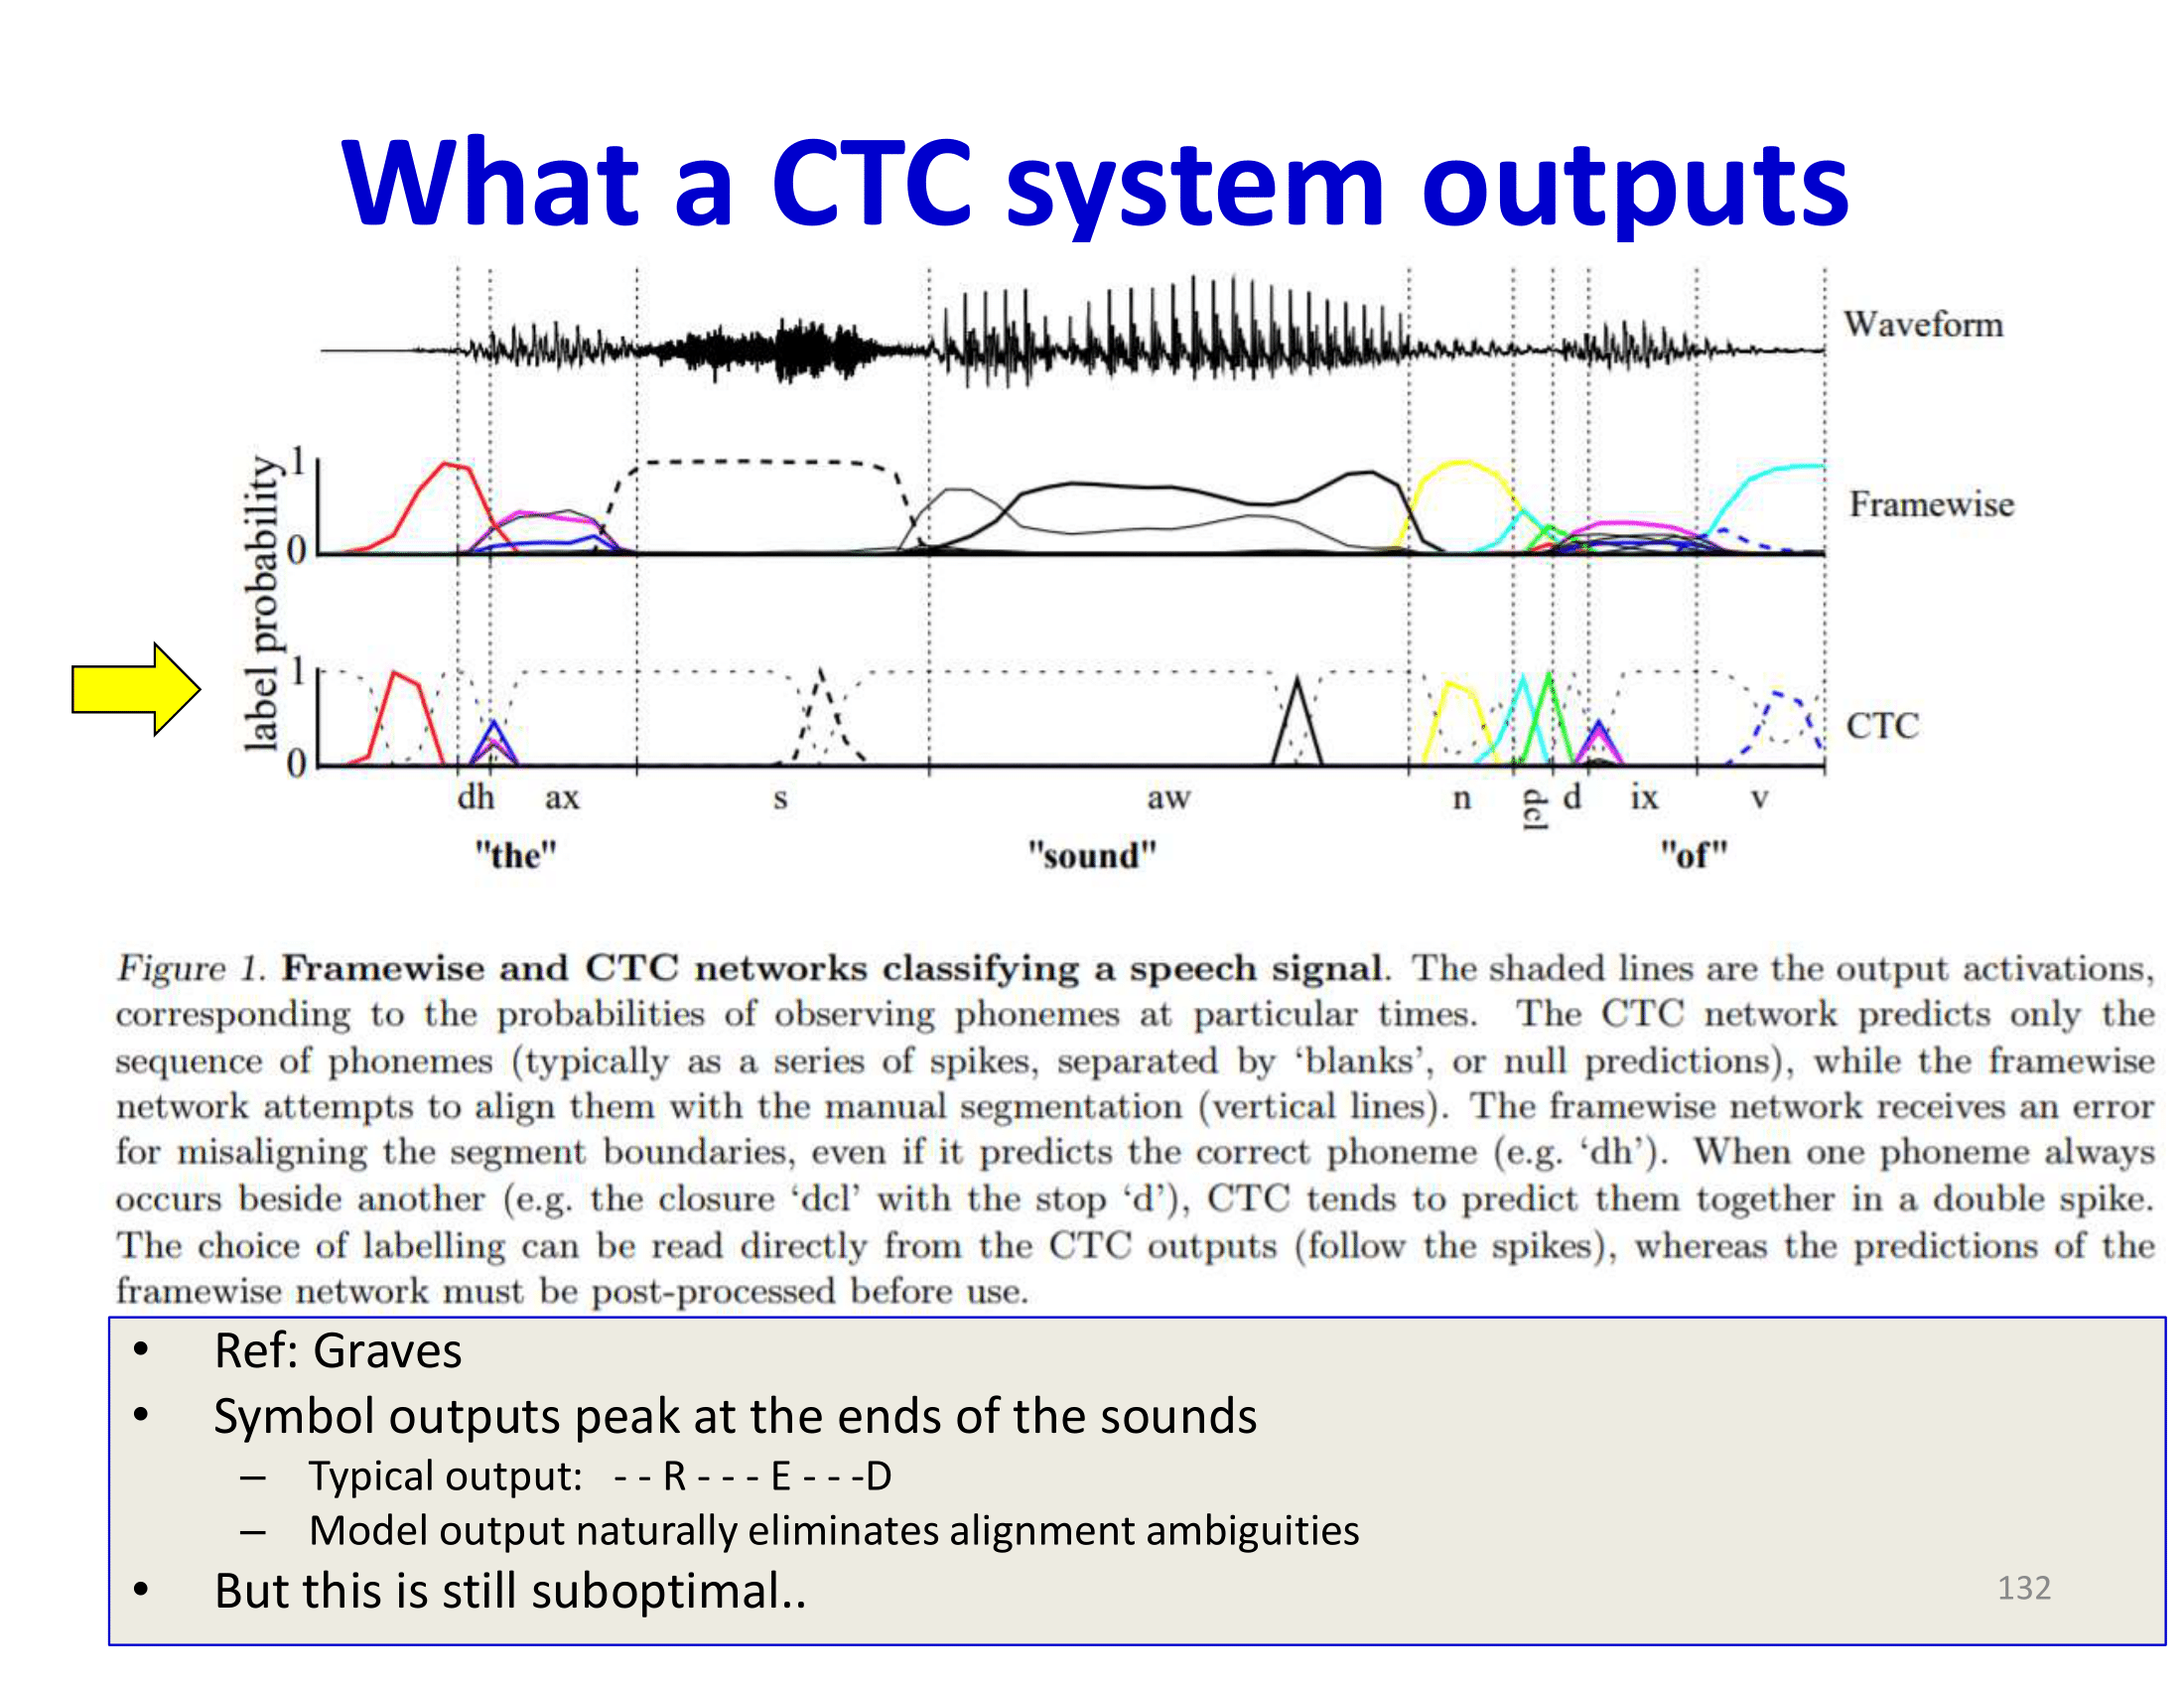 What a CTC system outputs
Waveform
label probability
1
0
Framewise
1
0
CTC
dh ax s aw n dcl d ix v
"the" "sound" "of"
Figure 1. Framewise and CTC networks classifying a speech signal. The shaded lines are the output activations,
corresponding to the probabilities of observing phonemes at particular times. The CTC network predicts only the
sequence of phonemes (typically as a series of spikes, separated by ‘blanks’, or null predictions), while the framewise
network attempts to align them with the manual segmentation (vertical lines). The framewise network receives an error
for misaligning the segment boundaries, even if it predicts the correct phoneme (e.g. ‘dh’). When one phoneme always
occurs beside another (e.g. the closure ‘dcl’ with the stop ‘d’), CTC tends to predict them together in a double spike.
The choice of labelling can be read directly from the CTC outputs (follow the spikes), whereas the predictions of the
framewise network must be post-processed before use.
• Ref: Graves
• Symbol outputs peak at the ends of the sounds
– Typical output: - - R - - - E - - -D
– Model output naturally eliminates alignment ambiguities
• But this is still suboptimal..
132